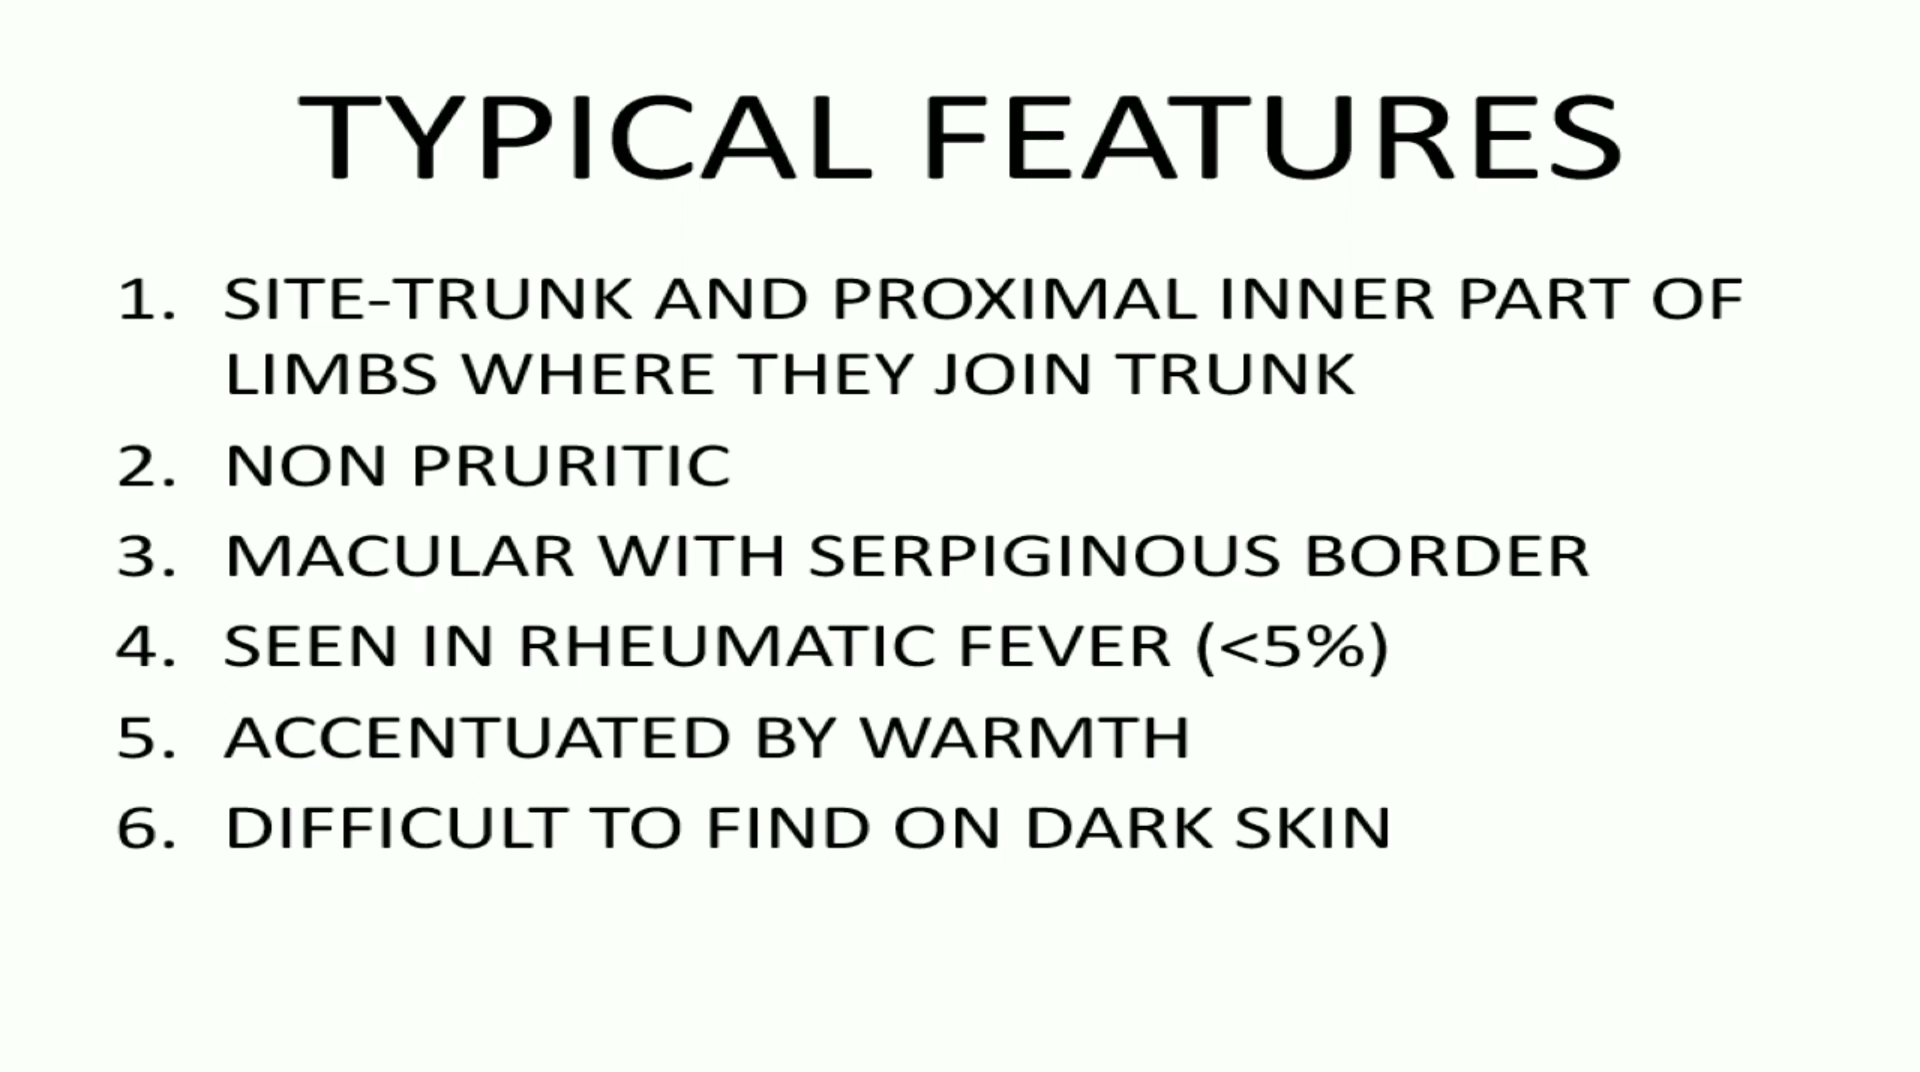 TYPICAL FEATURES
1. SITE-TRUNK AND PROXIMAL INNER PART OF
LIMBS WHERE THEY JOIN TRUNK
2. NON PRURITIC
3. MACULAR WITH SERPIGINOUS BORDER
4. SEEN IN RHEUMATIC FEVER (<5%)
5. ACCENTUATED BY WARMTH
6. DIFFICULT TO FIND ON DARK SKIN